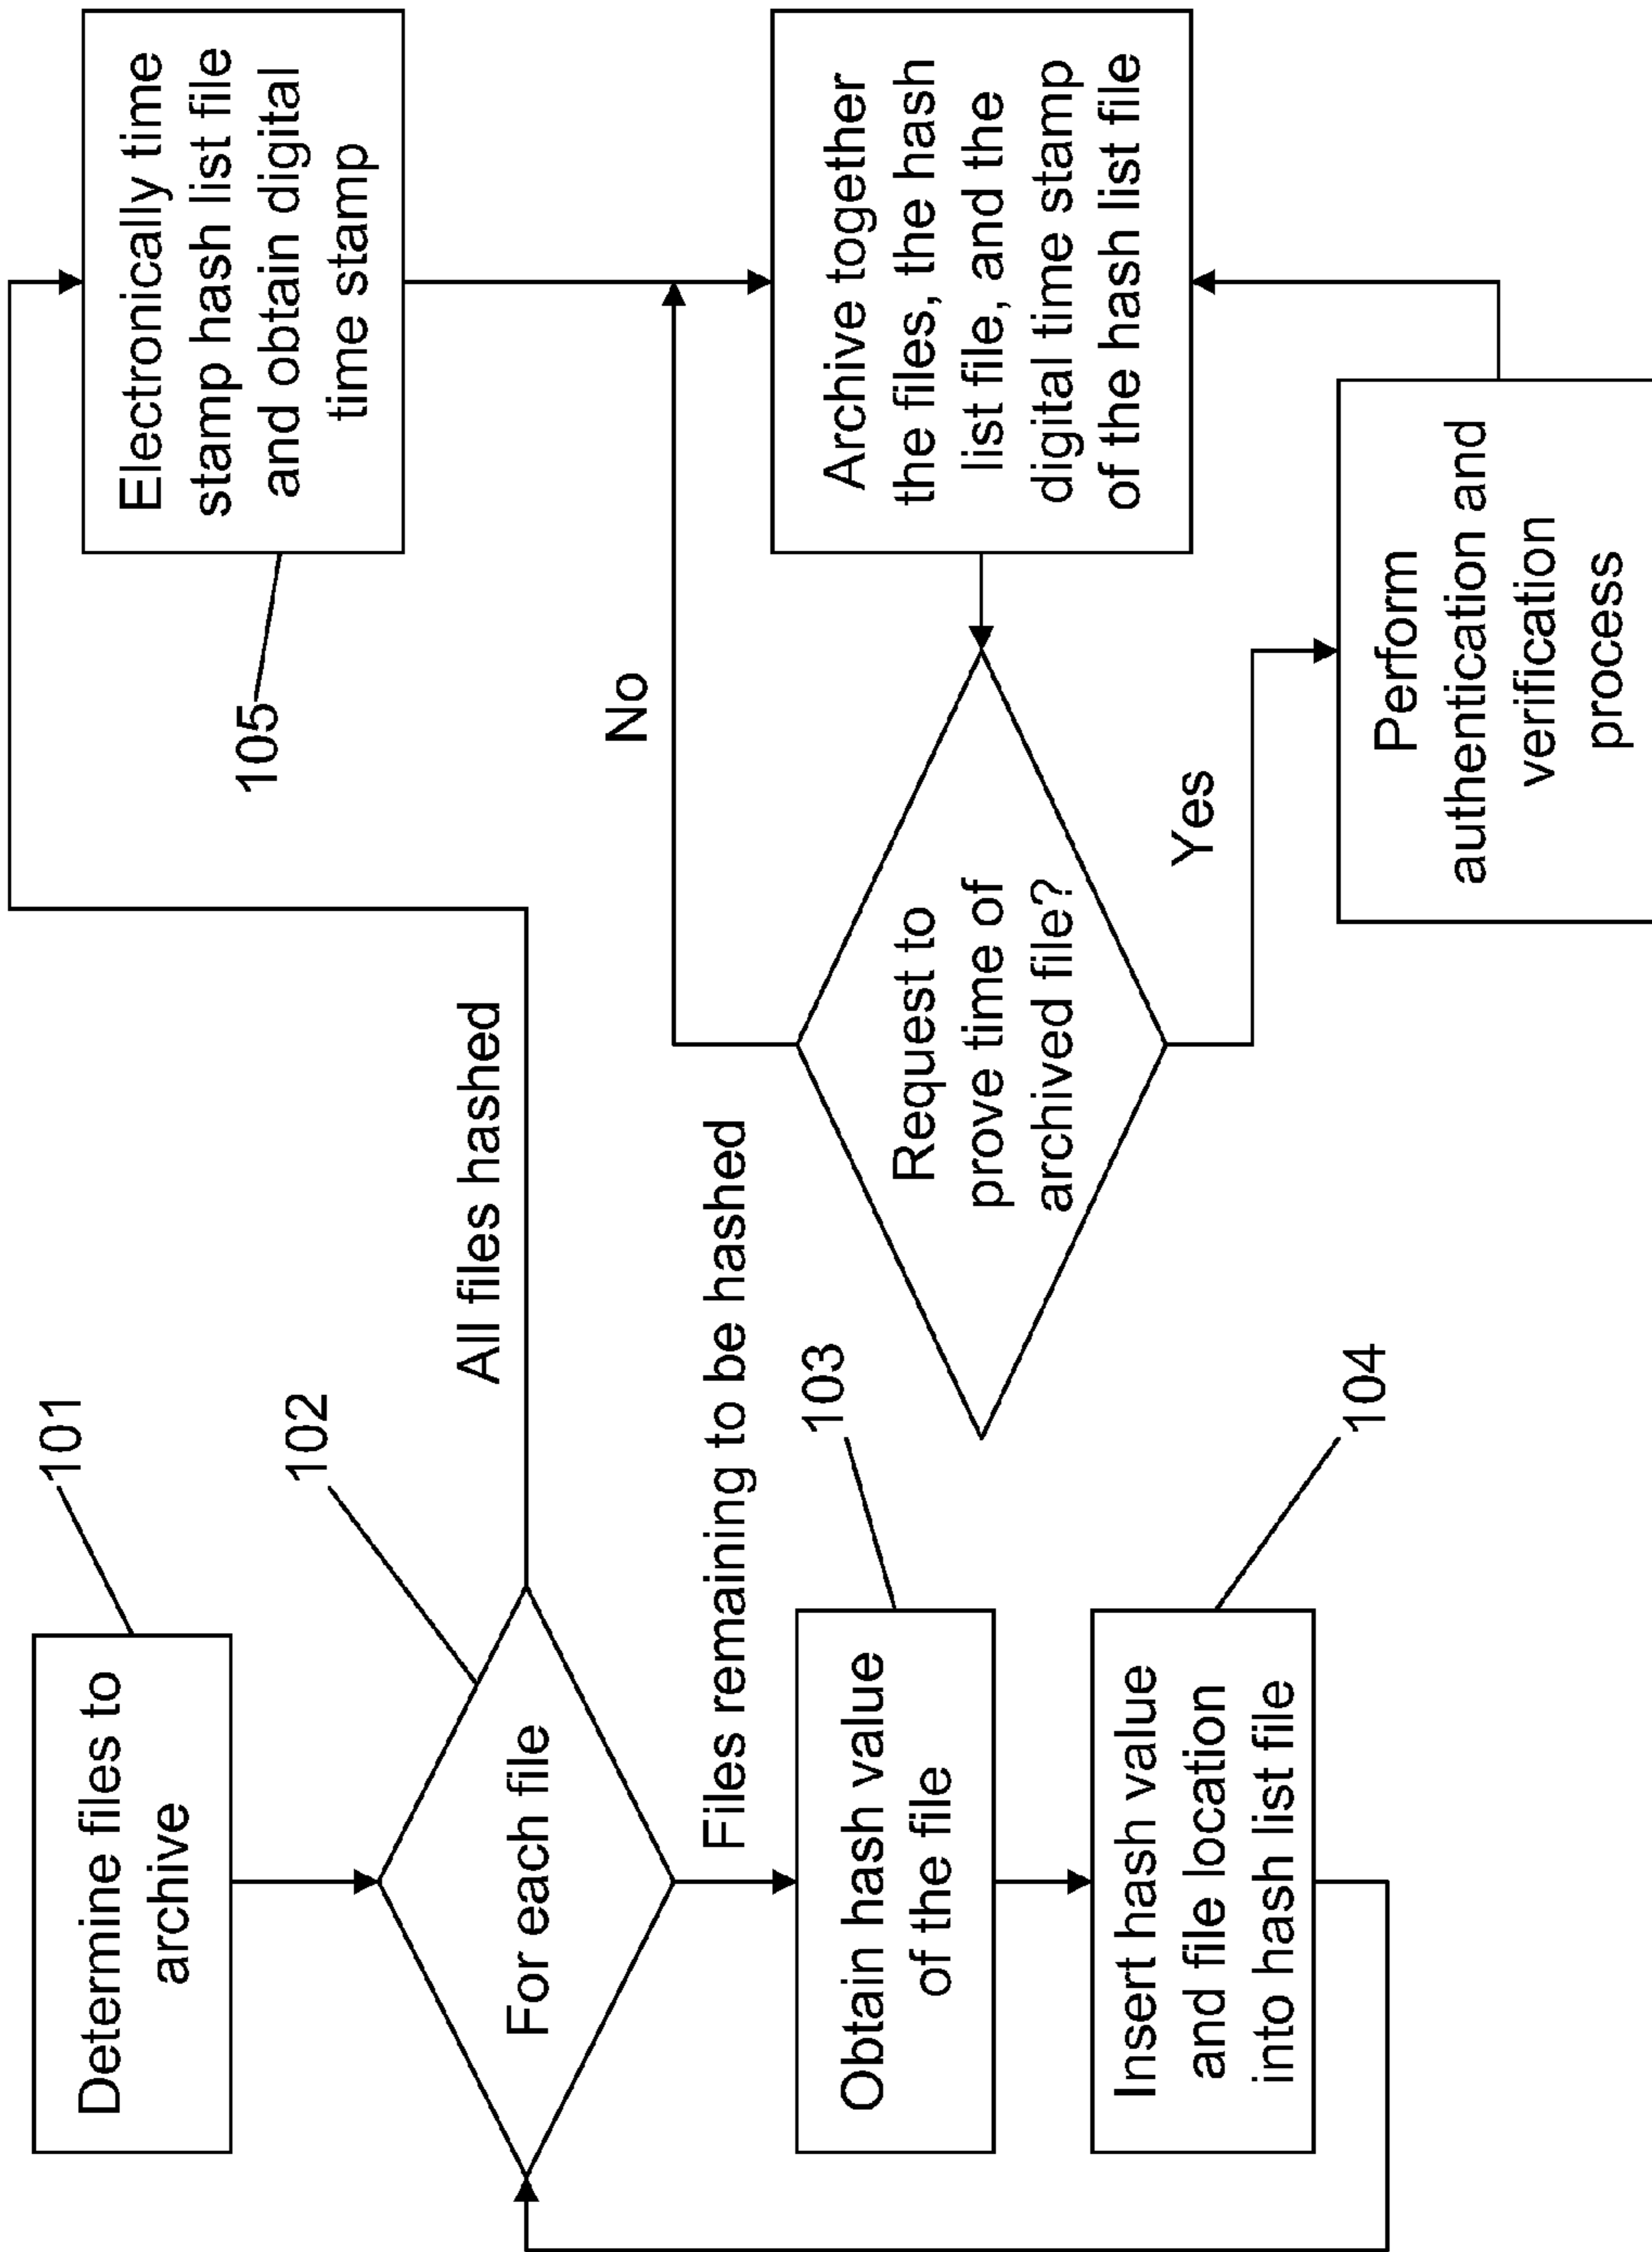 101
Determine files to
archive
102
For each file
All files hashed
Files remaining to be hashed
103
Obtain hash value
of the file
104
Insert hash value
and file location
into hash list file
Electronically time
stamp hash list file
and obtain digital
time stamp
105
No
Archive together
the files, the hash
list file, and the
digital time stamp
of the hash list file
Request to
prove time of
archived file?
Yes
Perform
authentication and
verification
process